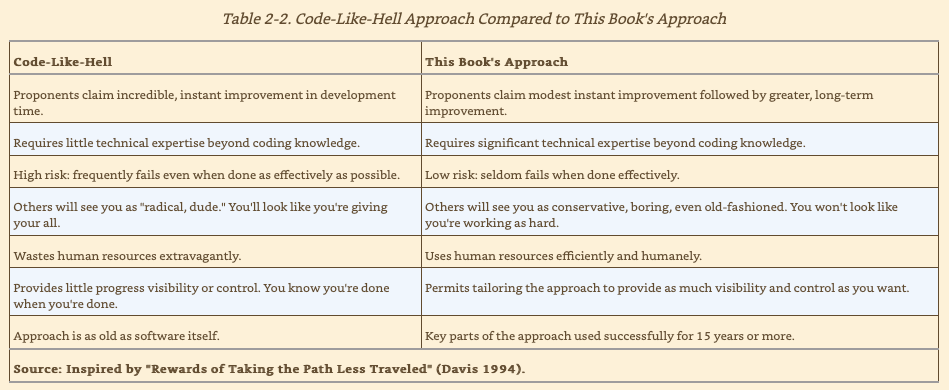 Table 2-2. Code-Like-Hell Approach Compared to This Book's Approach
Code-Like-Hell
This Book's Approach
Proponents claim incredible, instant improvement in development
time.
Proponents claim modest instant improvement followed by greater, long-term
improvement.
Requires little technical expertise beyond coding knowledge.
Requires significant technical expertise beyond coding knowledge.
High risk: frequently fails even when done as effectively as possible.
Low risk: seldom fails when done effectively.
Others will see you as "radical, dude." You'll look like you're giving
your all.
Others will see you as conservative, boring, even old-fashioned. You won't look like
you're working as hard.
Wastes human resources extravagantly.
Uses human resources efficiently and humanely.
Provides little progress visibility or control. You know you're done
when you're done.
Permits tailoring the approach to provide as much visibility and control as you want.
Approach is as old as software itself.
Key parts of the approach used successfully for 15 years or more.
Source: Inspired by "Rewards of Taking the Path Less Traveled" (Davis 1994).